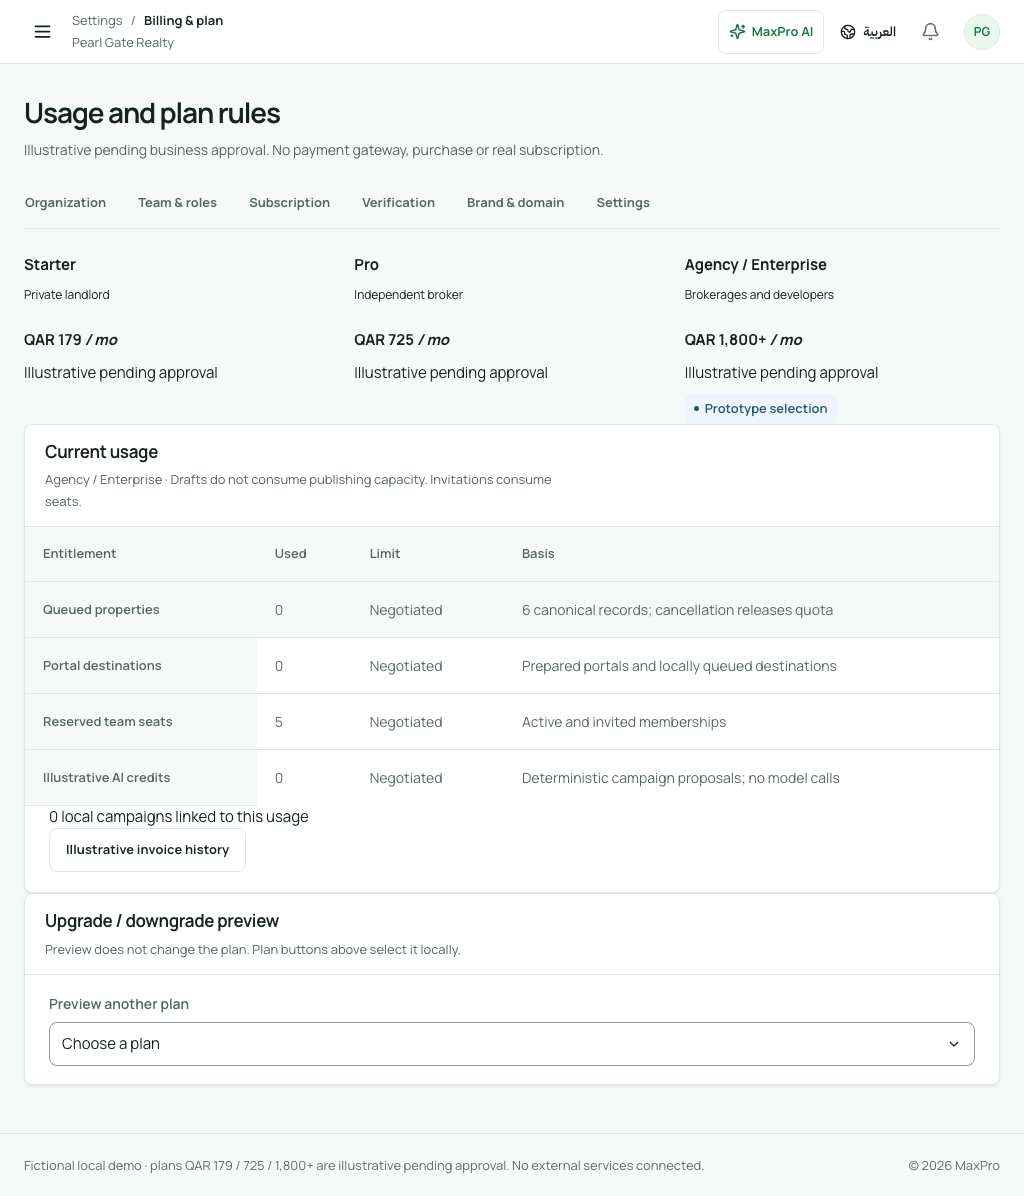 Settings / Billing & plan
Pearl Gate Realty
MaxPro AI
العربية
PG
Usage and plan rules
Illustrative pending business approval. No payment gateway, purchase or real subscription.
Organization Team & roles Subscription Verification Brand & domain Settings
Starter
Private landlord
QAR 179 / mo
Illustrative pending approval
Pro
Independent broker
QAR 725 / mo
Illustrative pending approval
Agency / Enterprise
Brokerages and developers
QAR 1,800+ / mo
Illustrative pending approval
Prototype selection
Current usage
Agency / Enterprise · Drafts do not consume publishing capacity. Invitations consume
seats.
Entitlement Used Limit Basis
Queued properties 0 Negotiated 6 canonical records; cancellation releases quota
Portal destinations 0 Negotiated Prepared portals and locally queued destinations
Reserved team seats 5 Negotiated Active and invited memberships
Illustrative AI credits 0 Negotiated Deterministic campaign proposals; no model calls
0 local campaigns linked to this usage
Illustrative invoice history
Upgrade / downgrade preview
Preview does not change the plan. Plan buttons above select it locally.
Preview another plan
Choose a plan
Fictional local demo · plans QAR 179 / 725 / 1,800+ are illustrative pending approval. No external services connected.
© 2026 MaxPro